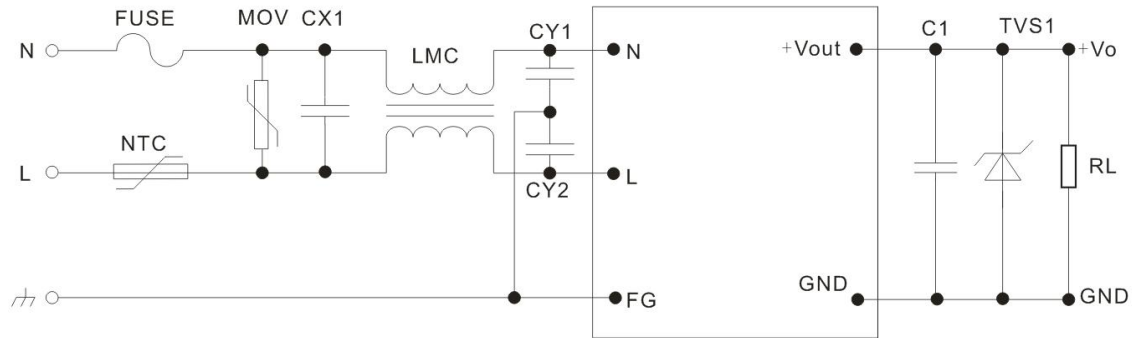 FUSE
MOV
CX1
LMC
CY1
N
N
+Vout
C1
TVS1
+Vo
NTC
L
CY2
L
RL
FG
GND
GND